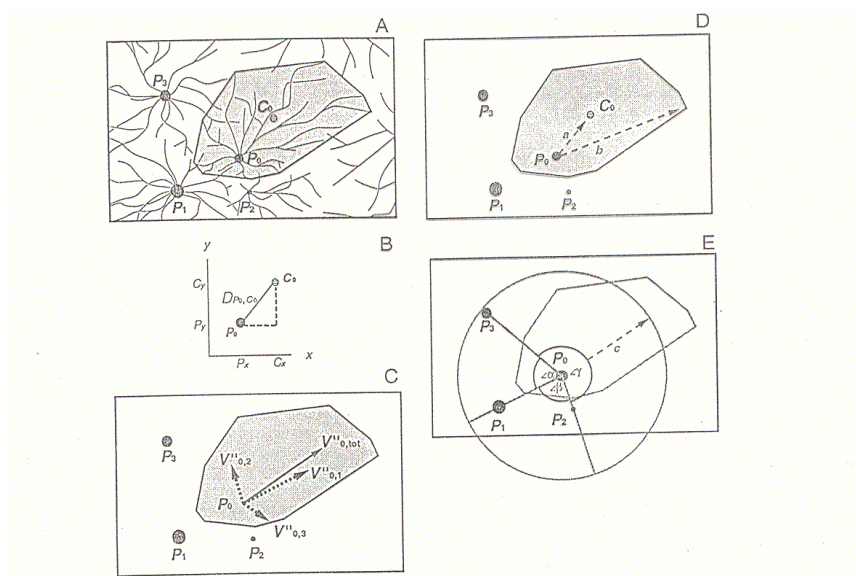 A
P₃
C₀
P₀
P₁
P₂
B
y
Cy
Py
D P₀,C₀
C₀
P₀
Px
Cx
x
C
P₃
V''₀,₂
V''₀,tot
V''₀,₁
P₀
V''₀,₃
P₁
P₂
D
P₃
C₀
a
b
P₀
P₁
P₂
E
P₃
c
P₀
∠α
∠γ
∠β
P₁
P₂